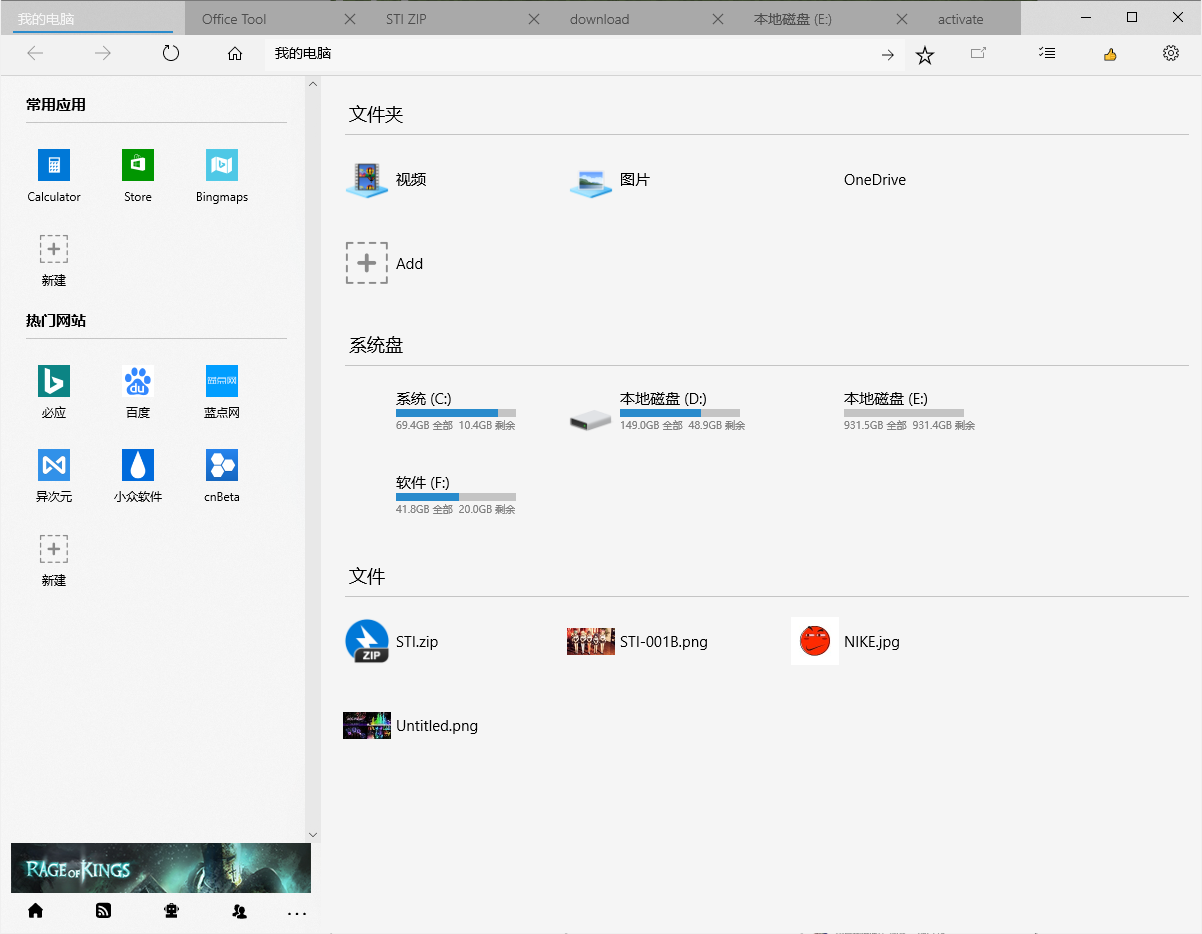 我的电脑
Office Tool
STI ZIP
download
本地磁盘 (E:)
activate
我的电脑
常用应用
Calculator
Store
Bingmaps
新建
热门网站
必应
du
百度
蓝点网
蓝点网
异次元
小众软件
cnBeta
新建
RAGE OF KINGS
文件夹
视频
图片
OneDrive
Add
系统盘
系统 (C:)
69.4GB 全部 10.4GB 剩余
本地磁盘 (D:)
149.0GB 全部 48.9GB 剩余
本地磁盘 (E:)
931.5GB 全部 931.4GB 剩余
软件 (F:)
41.8GB 全部 20.0GB 剩余
文件
ZIP
STI.zip
STI-001B.png
NIKE.jpg
Untitled.png